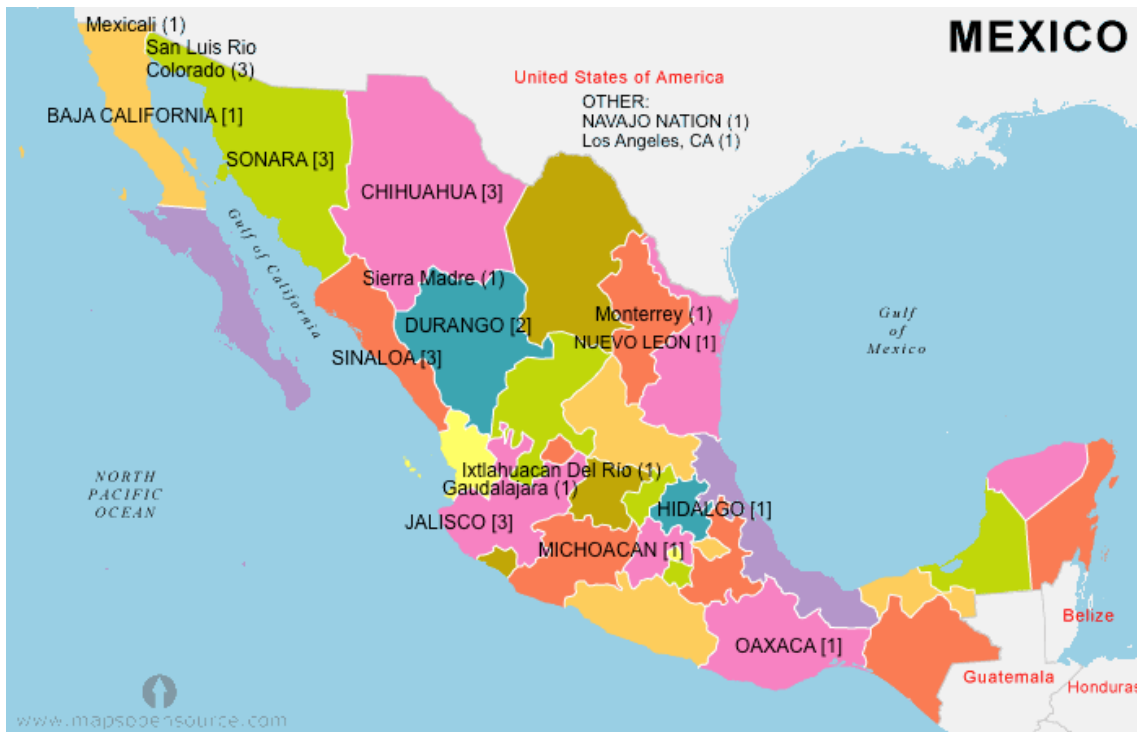 MEXICO
Mexicali (1)
San Luis Rio
Colorado (3)
United States of America
OTHER:
NAVAJO NATION (1)
Los Angeles, CA (1)
BAJA CALIFORNIA [1]
SONARA [3]
CHIHUAHUA [3]
Gulf of California
Sierra Madre (1)
DURANGO [2]
Monterrey (1)
NUEVO LEON [1]
SINALOA [3]
Gulf
of
Mexico
NORTH
PACIFIC
OCEAN
Ixtlahuacan Del Río (1)
Gaudalajara (1)
JALISCO [3]
HIDALGO [1]
MICHOACAN [1]
OAXACA [1]
Belize
Guatemala
Honduras
www.mapsopensource.com